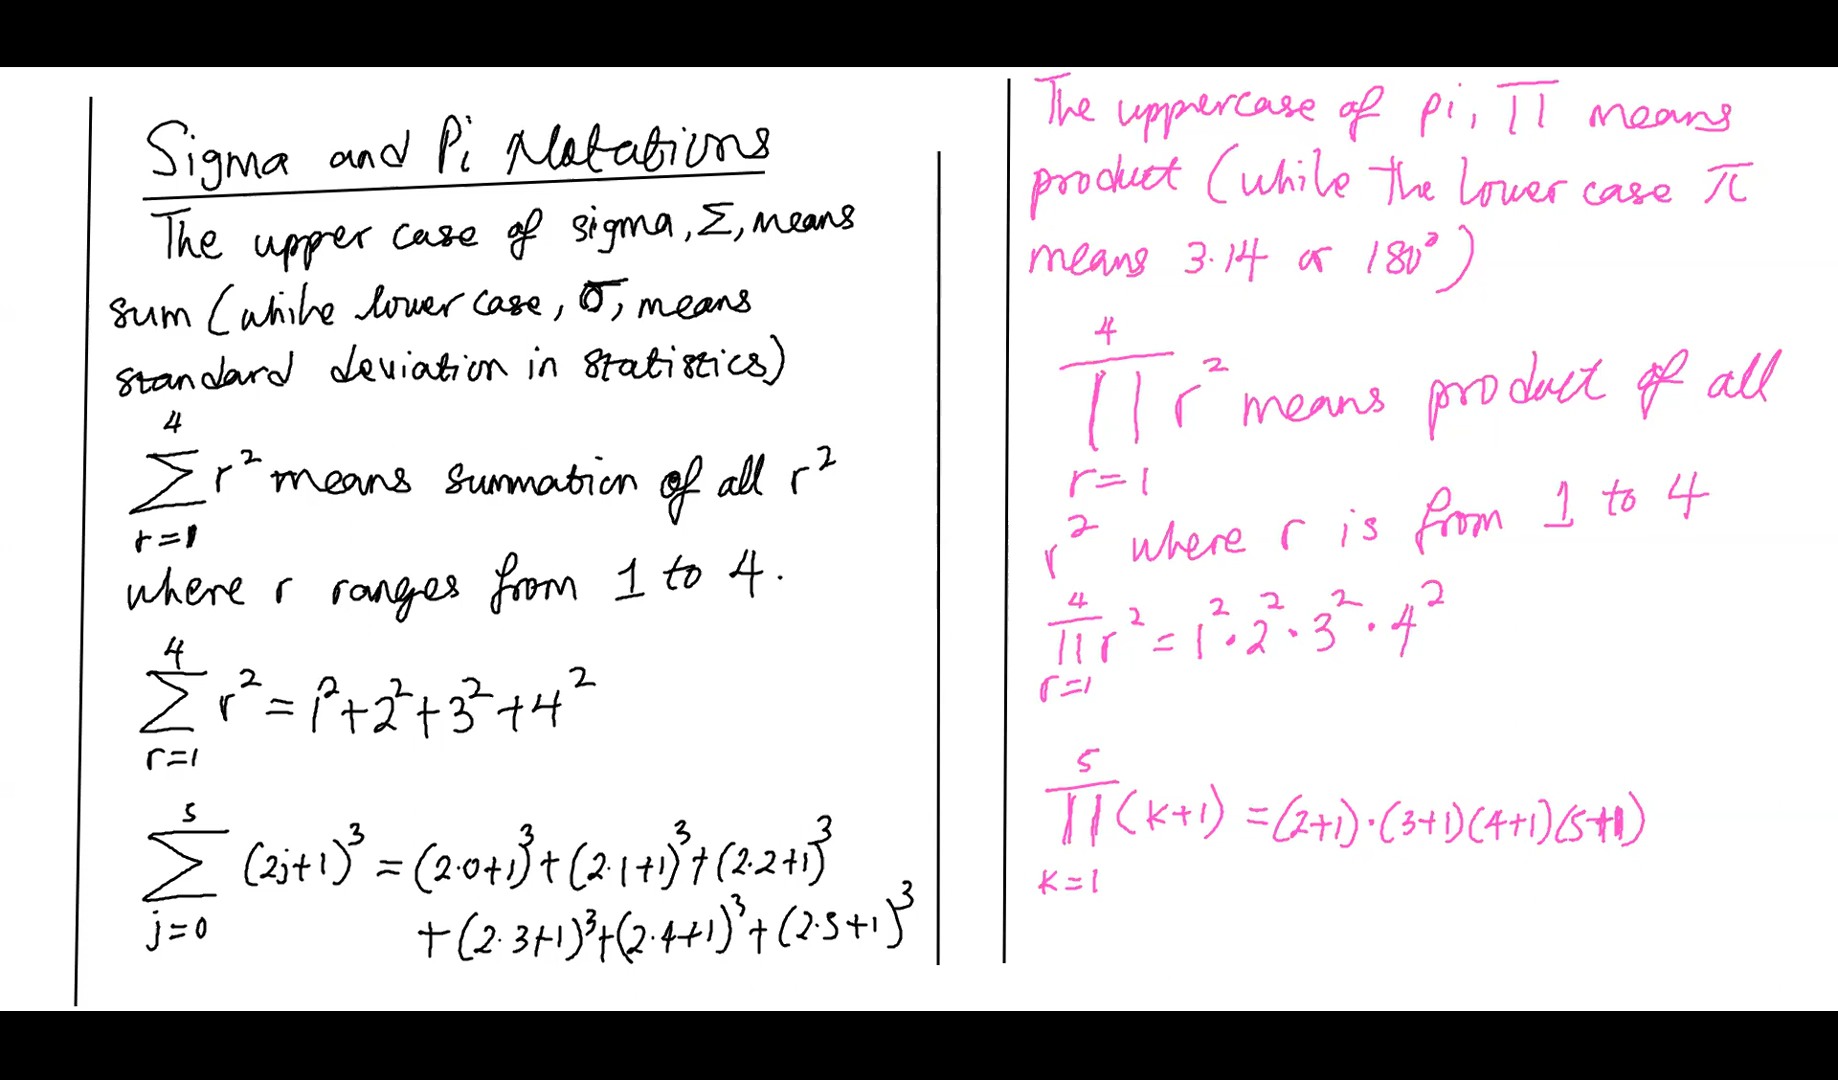 Sigma and Pi Notations
The upper case of sigma, Σ, means
sum (while lower case, σ, means
standard deviation in statistics)
4
∑ r² means summation of all r²
r=1
where r ranges from 1 to 4.
4
∑ r² = 1²+2²+3²+4²
r=1
5
∑ (2j+1)³ = (2·0+1)³+(2·1+1)³+(2·2+1)³
j=0
+(2·3+1)³+(2·4+1)³+(2·5+1)³
The uppercase of pi, Π means
product (while the lower case π
means 3.14 or 180°)
4
∏ r² means product of all
r=1
r² where r is from 1 to 4
4
∏ r² = 1²·2²·3²·4²
r=1
5
∏ (k+1) = (2+1)·(3+1)(4+1)(5+1)
k=1